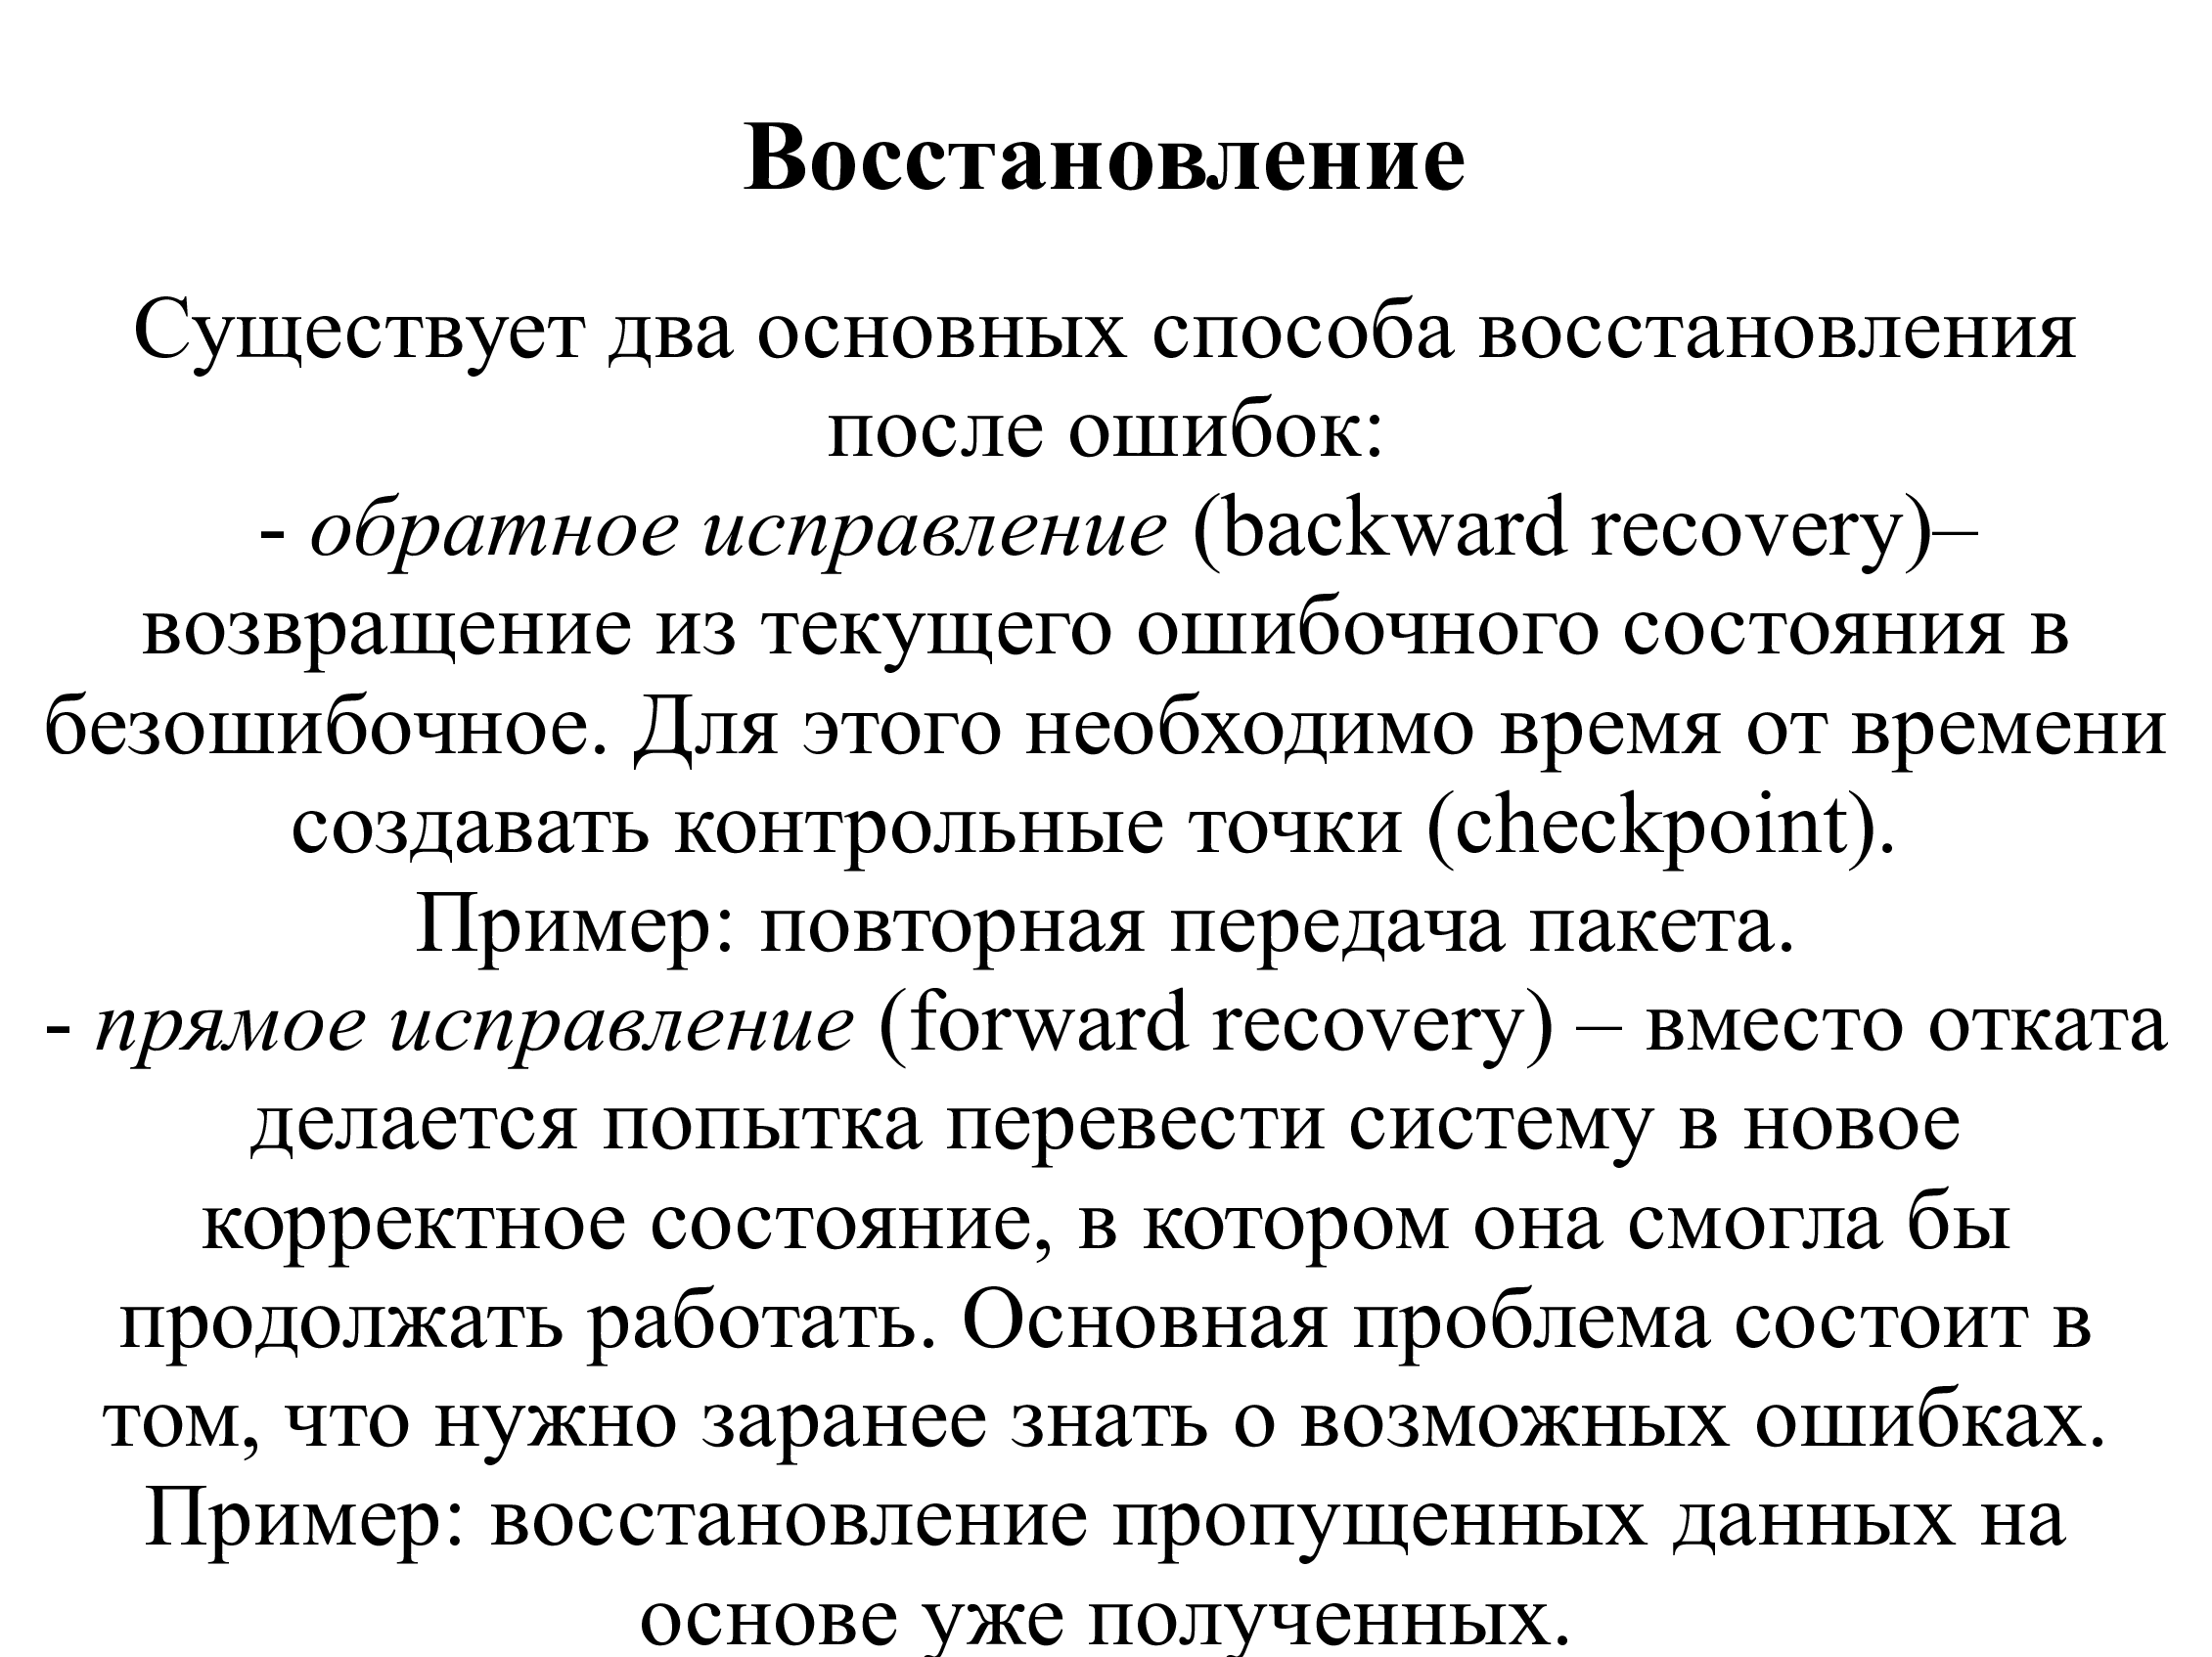 Восстановление
Существует два основных способа восстановления
после ошибок:
- обратное исправление (backward recovery)–
возвращение из текущего ошибочного состояния в
безошибочное. Для этого необходимо время от времени
создавать контрольные точки (checkpoint).
Пример: повторная передача пакета.
- прямое исправление (forward recovery) – вместо отката
делается попытка перевести систему в новое
корректное состояние, в котором она смогла бы
продолжать работать. Основная проблема состоит в
том, что нужно заранее знать о возможных ошибках.
Пример: восстановление пропущенных данных на
основе уже полученных.